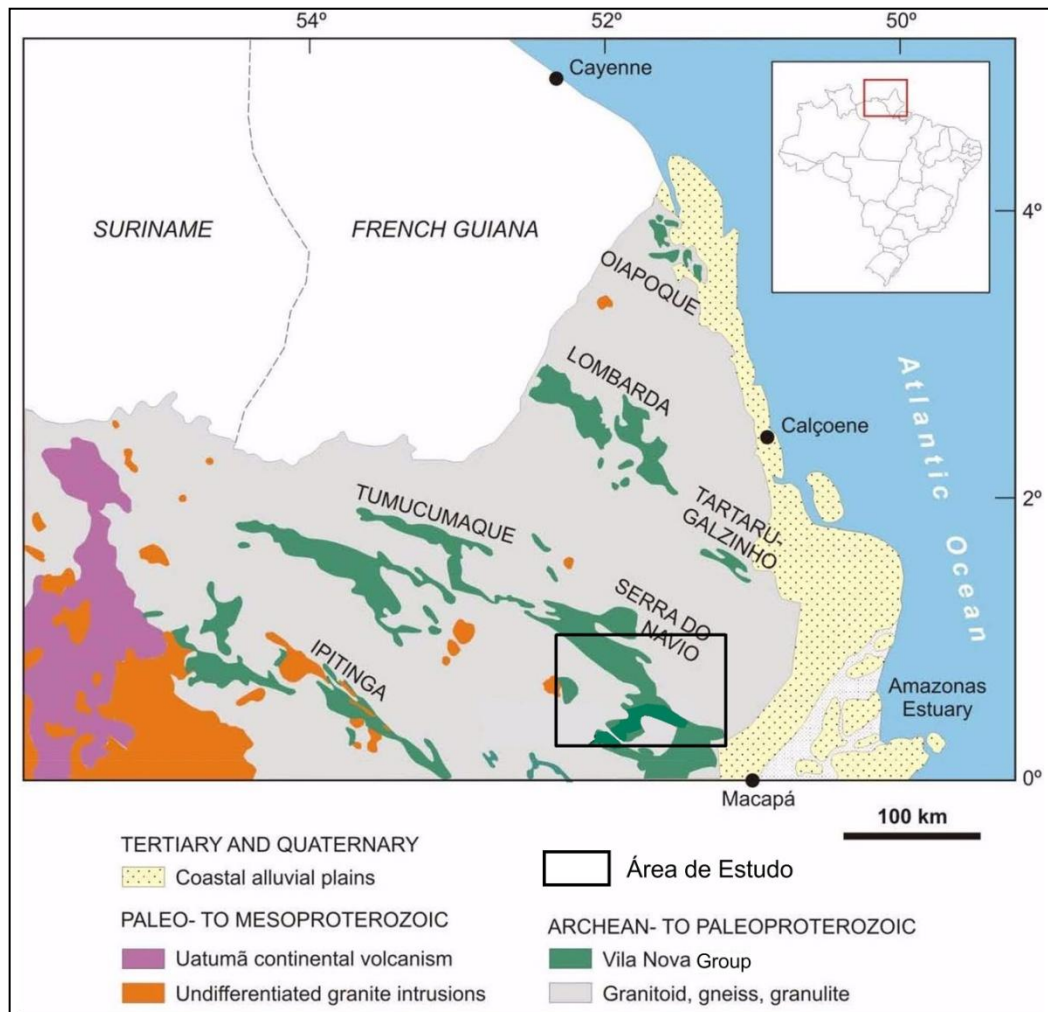 54º 52º 50º
Cayenne
4º
SURINAME
FRENCH GUIANA
OIAPOQUE
LOMBARDA
Calçoene
Atlantic Ocean
2º
TUMUCUMAQUE
TARTARU-
GALZINHO
SERRA DO
NAVIO
IPITINGA
Amazonas
Estuary
0º
Macapá
100 km
TERTIARY AND QUATERNARY
Coastal alluvial plains
Área de Estudo
PALEO- TO MESOPROTEROZOIC
Uatumã continental volcanism
Undifferentiated granite intrusions
ARCHEAN- TO PALEOPROTEROZOIC
Vila Nova Group
Granitoid, gneiss, granulite